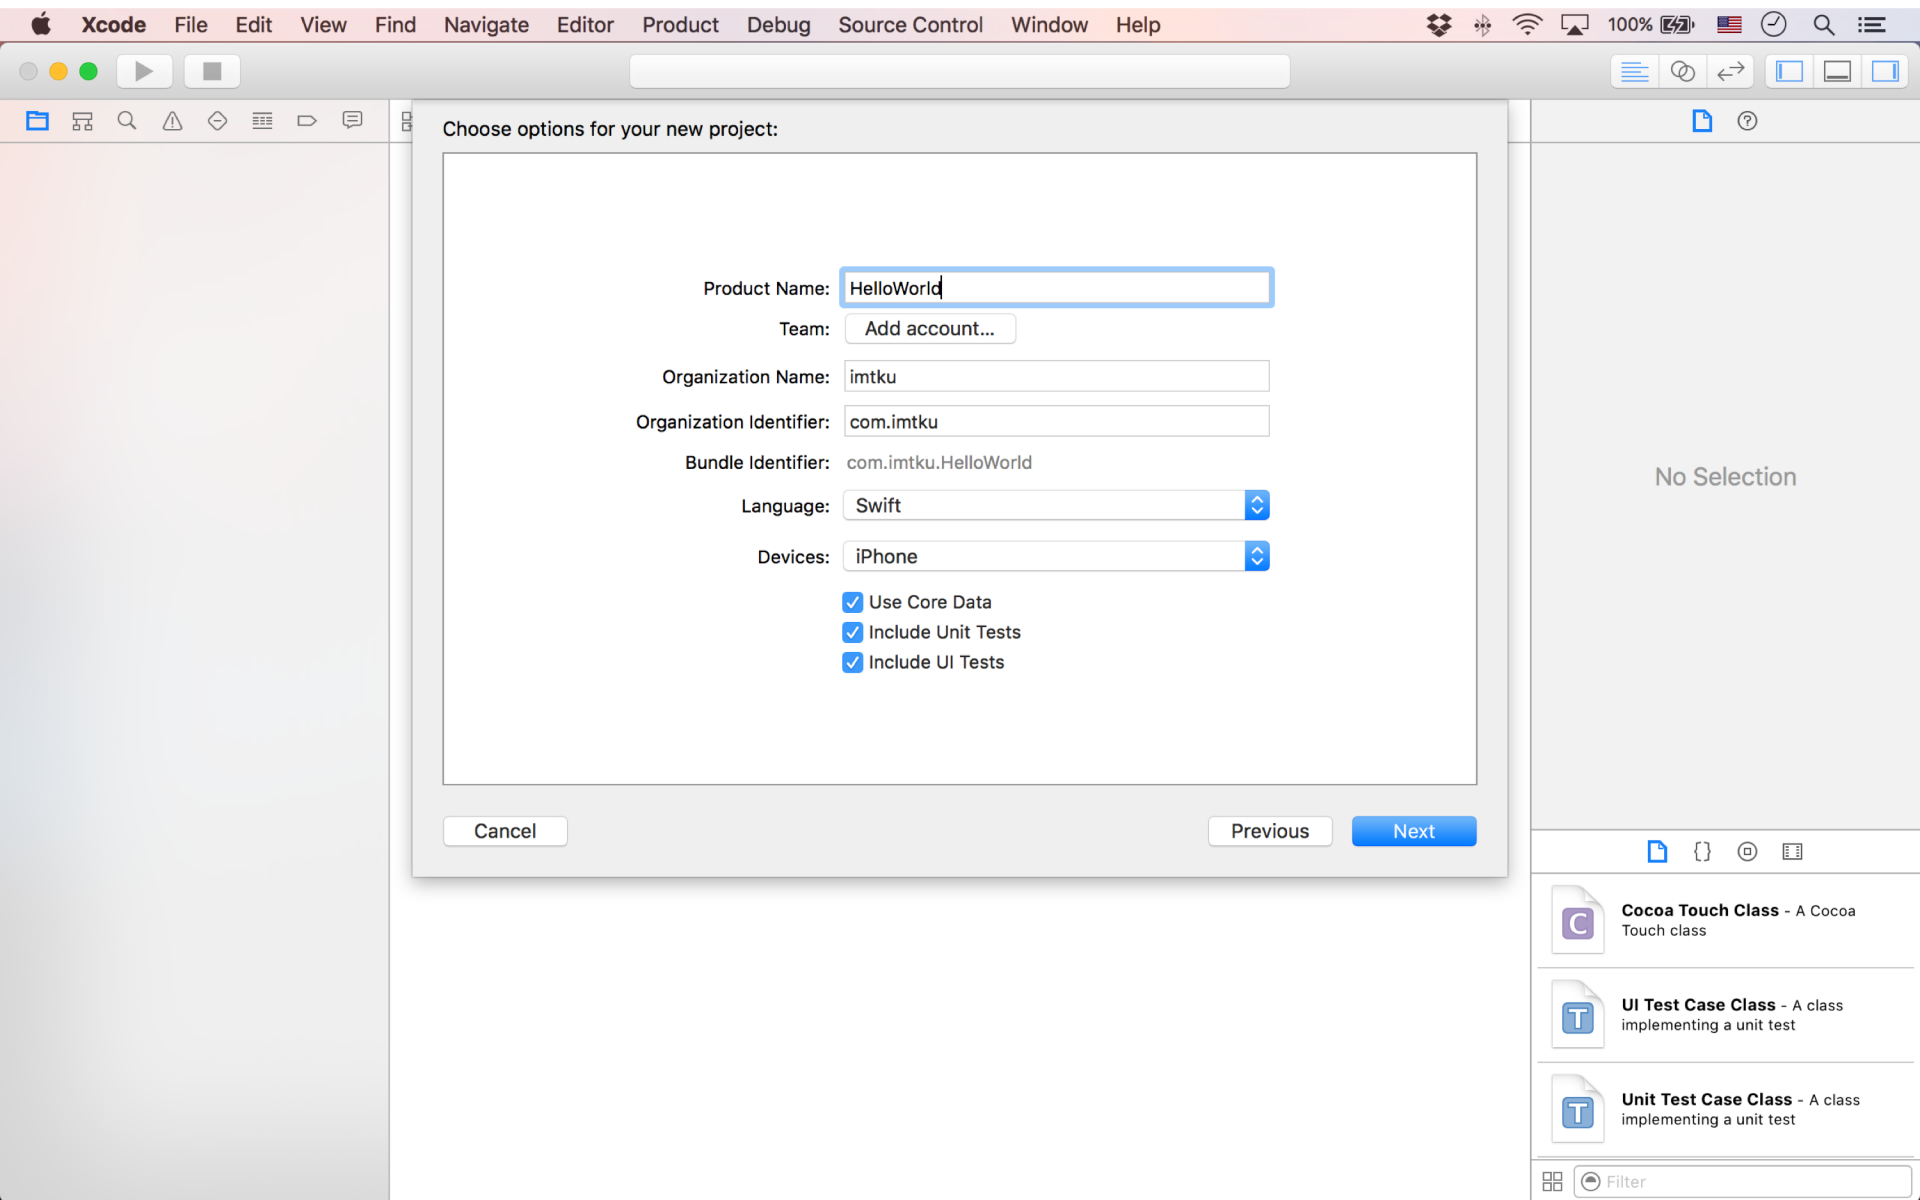 Xcode File Edit View Find Navigate Editor Product Debug Source Control Window Help 100%
Choose options for your new project:
Product Name: HelloWorld
Team: Add account...
Organization Name: imtku
Organization Identifier: com.imtku
Bundle Identifier: com.imtku.HelloWorld
Language: Swift
Devices: iPhone
Use Core Data
Include Unit Tests
Include UI Tests
Cancel Previous Next
No Selection
{}
C
Cocoa Touch Class - A Cocoa
Touch class
T
UI Test Case Class - A class
implementing a unit test
T
Unit Test Case Class - A class
implementing a unit test
Filter